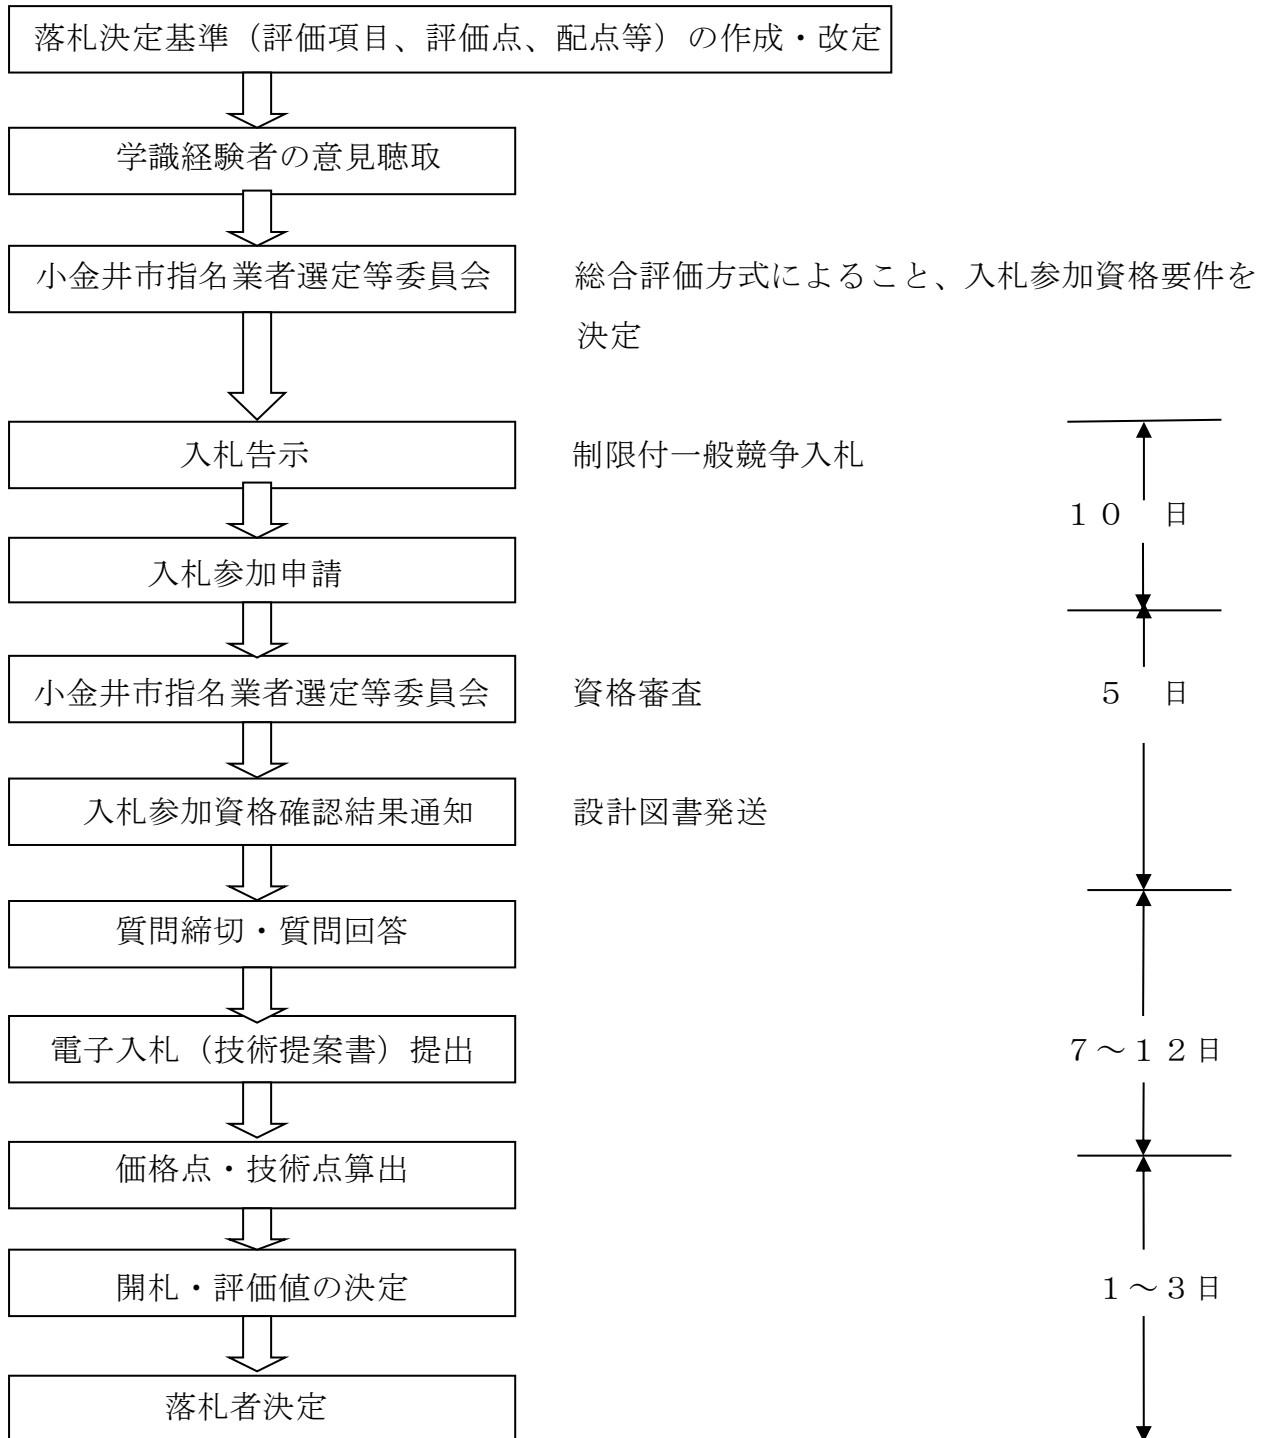 落札決定基準（評価項目、評価点、配点等）の作成・改定
学識経験者の意見聴取
小金井市指名業者選定等委員会
総合評価方式によること、入札参加資格要件を
決定
入札告示
制限付一般競争入札
１０　日
入札参加申請
小金井市指名業者選定等委員会
資格審査
５　日
入札参加資格確認結果通知
設計図書発送
質問締切・質問回答
電子入札（技術提案書）提出
７～１２日
価格点・技術点算出
開札・評価値の決定
１～３日
落札者決定